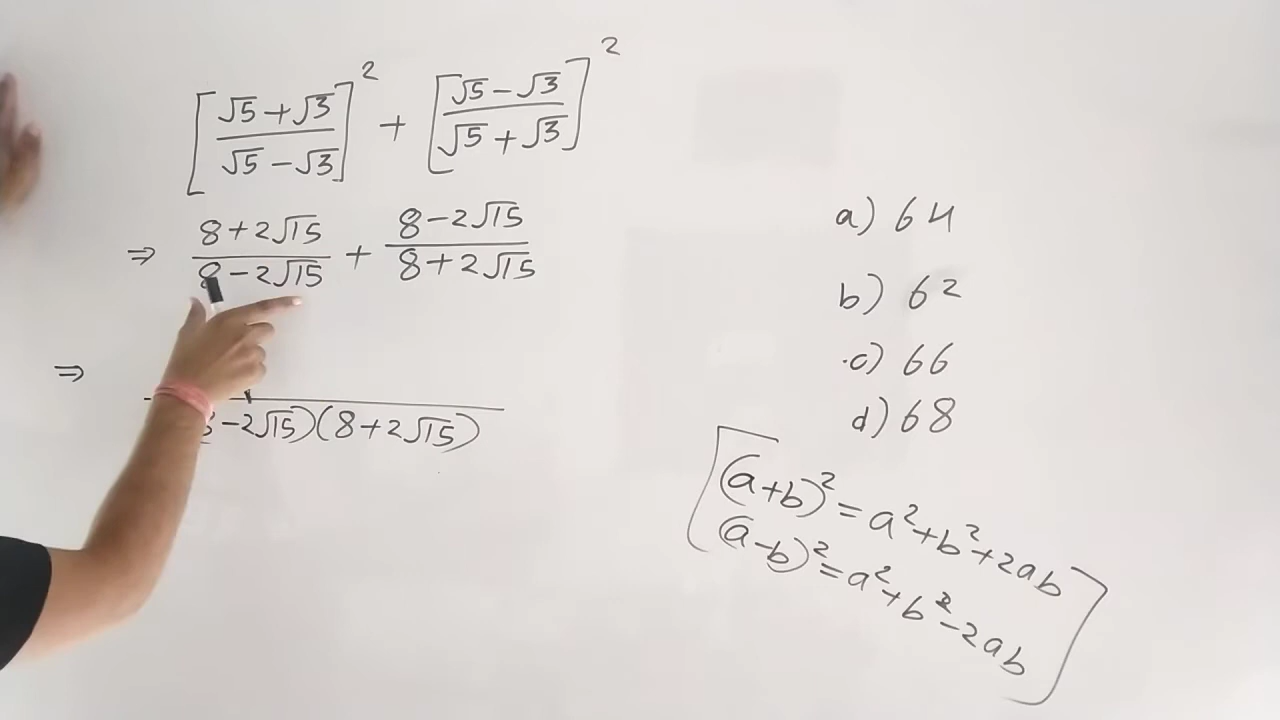 [(√5+√3)/(√5-√3)]² + [(√5-√3)/(√5+√3)]²
⇒ (8+2√15)/(8-2√15) + (8-2√15)/(8+2√15)
⇒
-2√15)(8+2√15)
a) 64
b) 62
c) 66
d) 68
[(a+b)²=a²+b²+2ab
(a-b)²=a²+b²-2ab]